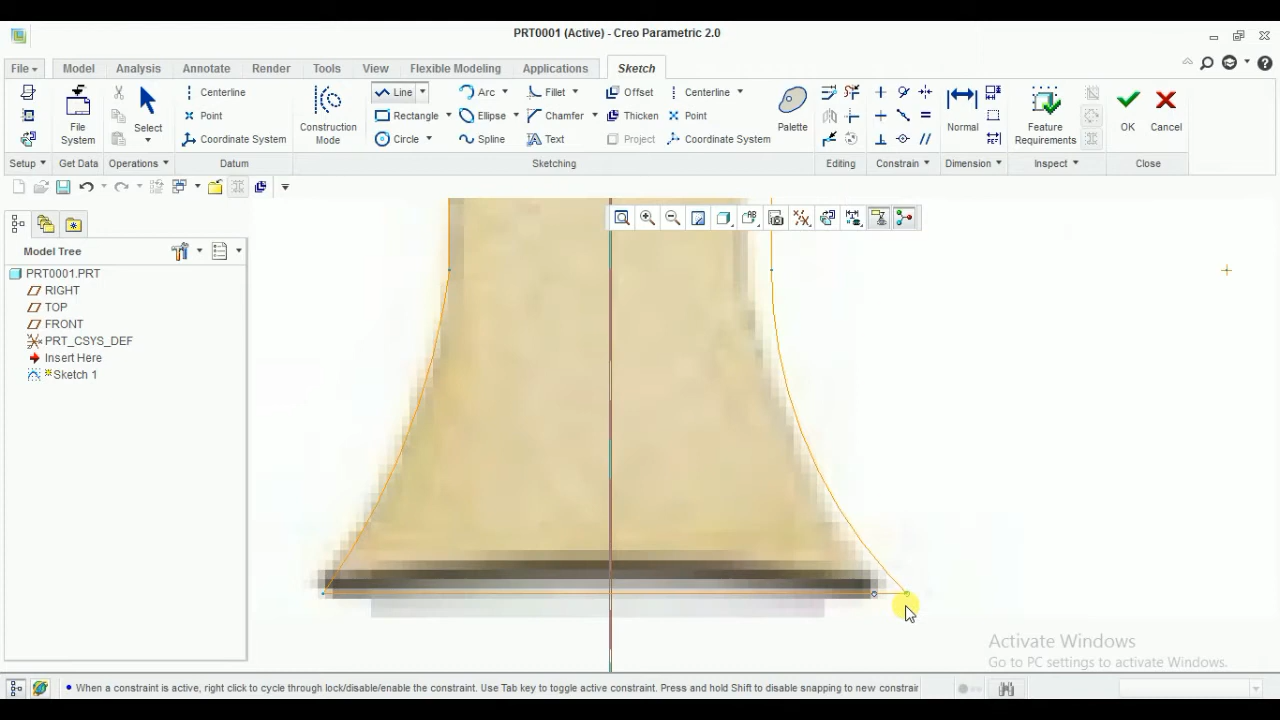 PRT0001 (Active) - Creo Parametric 2.0
File Model Analysis Annotate Render Tools View Flexible Modeling Applications Sketch
File System
Select
Centerline
Point
Coordinate System
Construction Mode
Line Arc Fillet Offset Centerline
Rectangle Ellipse Chamfer Thicken Point
Circle Spline Text Project Coordinate System
Palette
Normal
Feature Requirements
OK
Cancel
Setup Get Data Operations Datum Sketching Editing Constrain Dimension Inspect Close
Model Tree
PRT0001.PRT
RIGHT
TOP
FRONT
PRT_CSYS_DEF
Insert Here
Sketch 1
Activate Windows
Go to PC settings to activate Windows.
When a constraint is active, right click to cycle through lock/disable/enable the constraint. Use Tab key to toggle active constraint. Press and hold Shift to disable snapping to new constrain